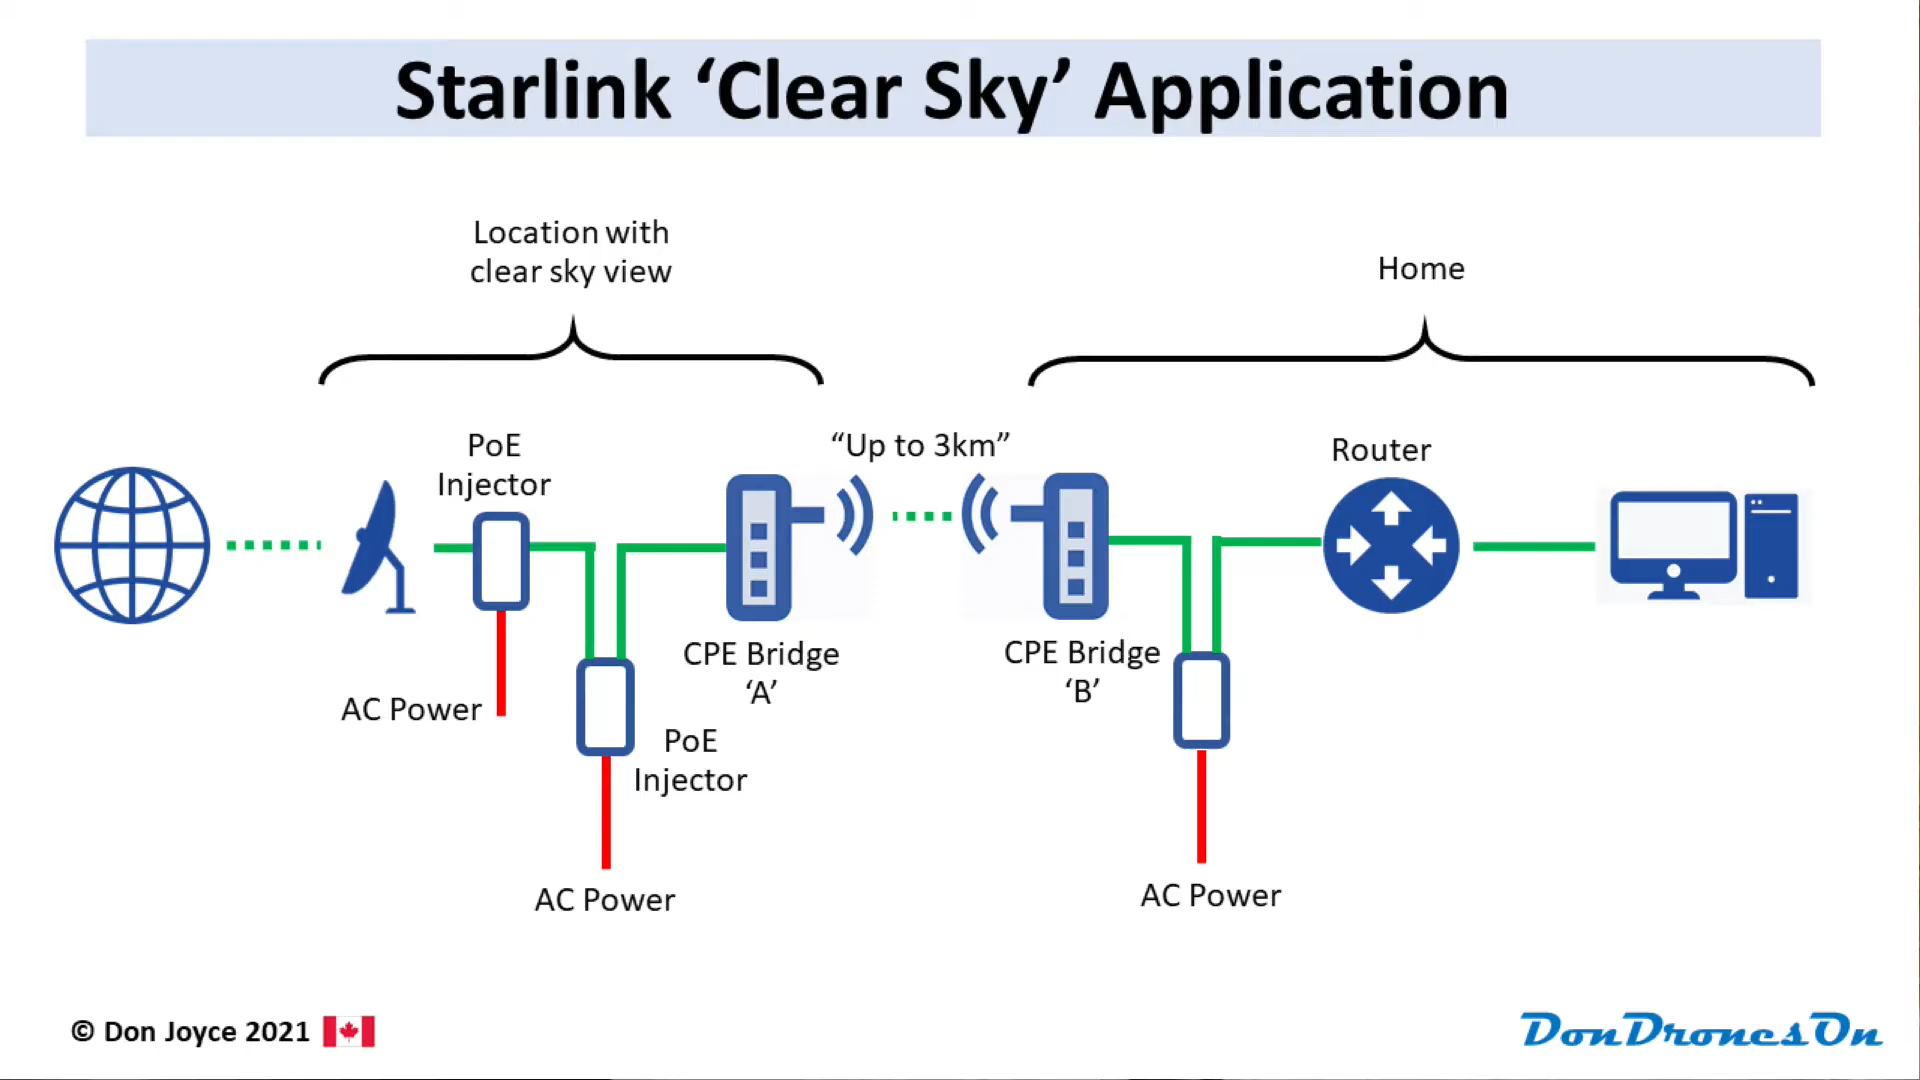 Starlink ‘Clear Sky’ Application
Location with
clear sky view
Home
PoE
Injector
“Up to 3km”
Router
AC Power
CPE Bridge
‘A’
CPE Bridge
‘B’
PoE
Injector
AC Power
AC Power
© Don Joyce 2021
DonDronesOn